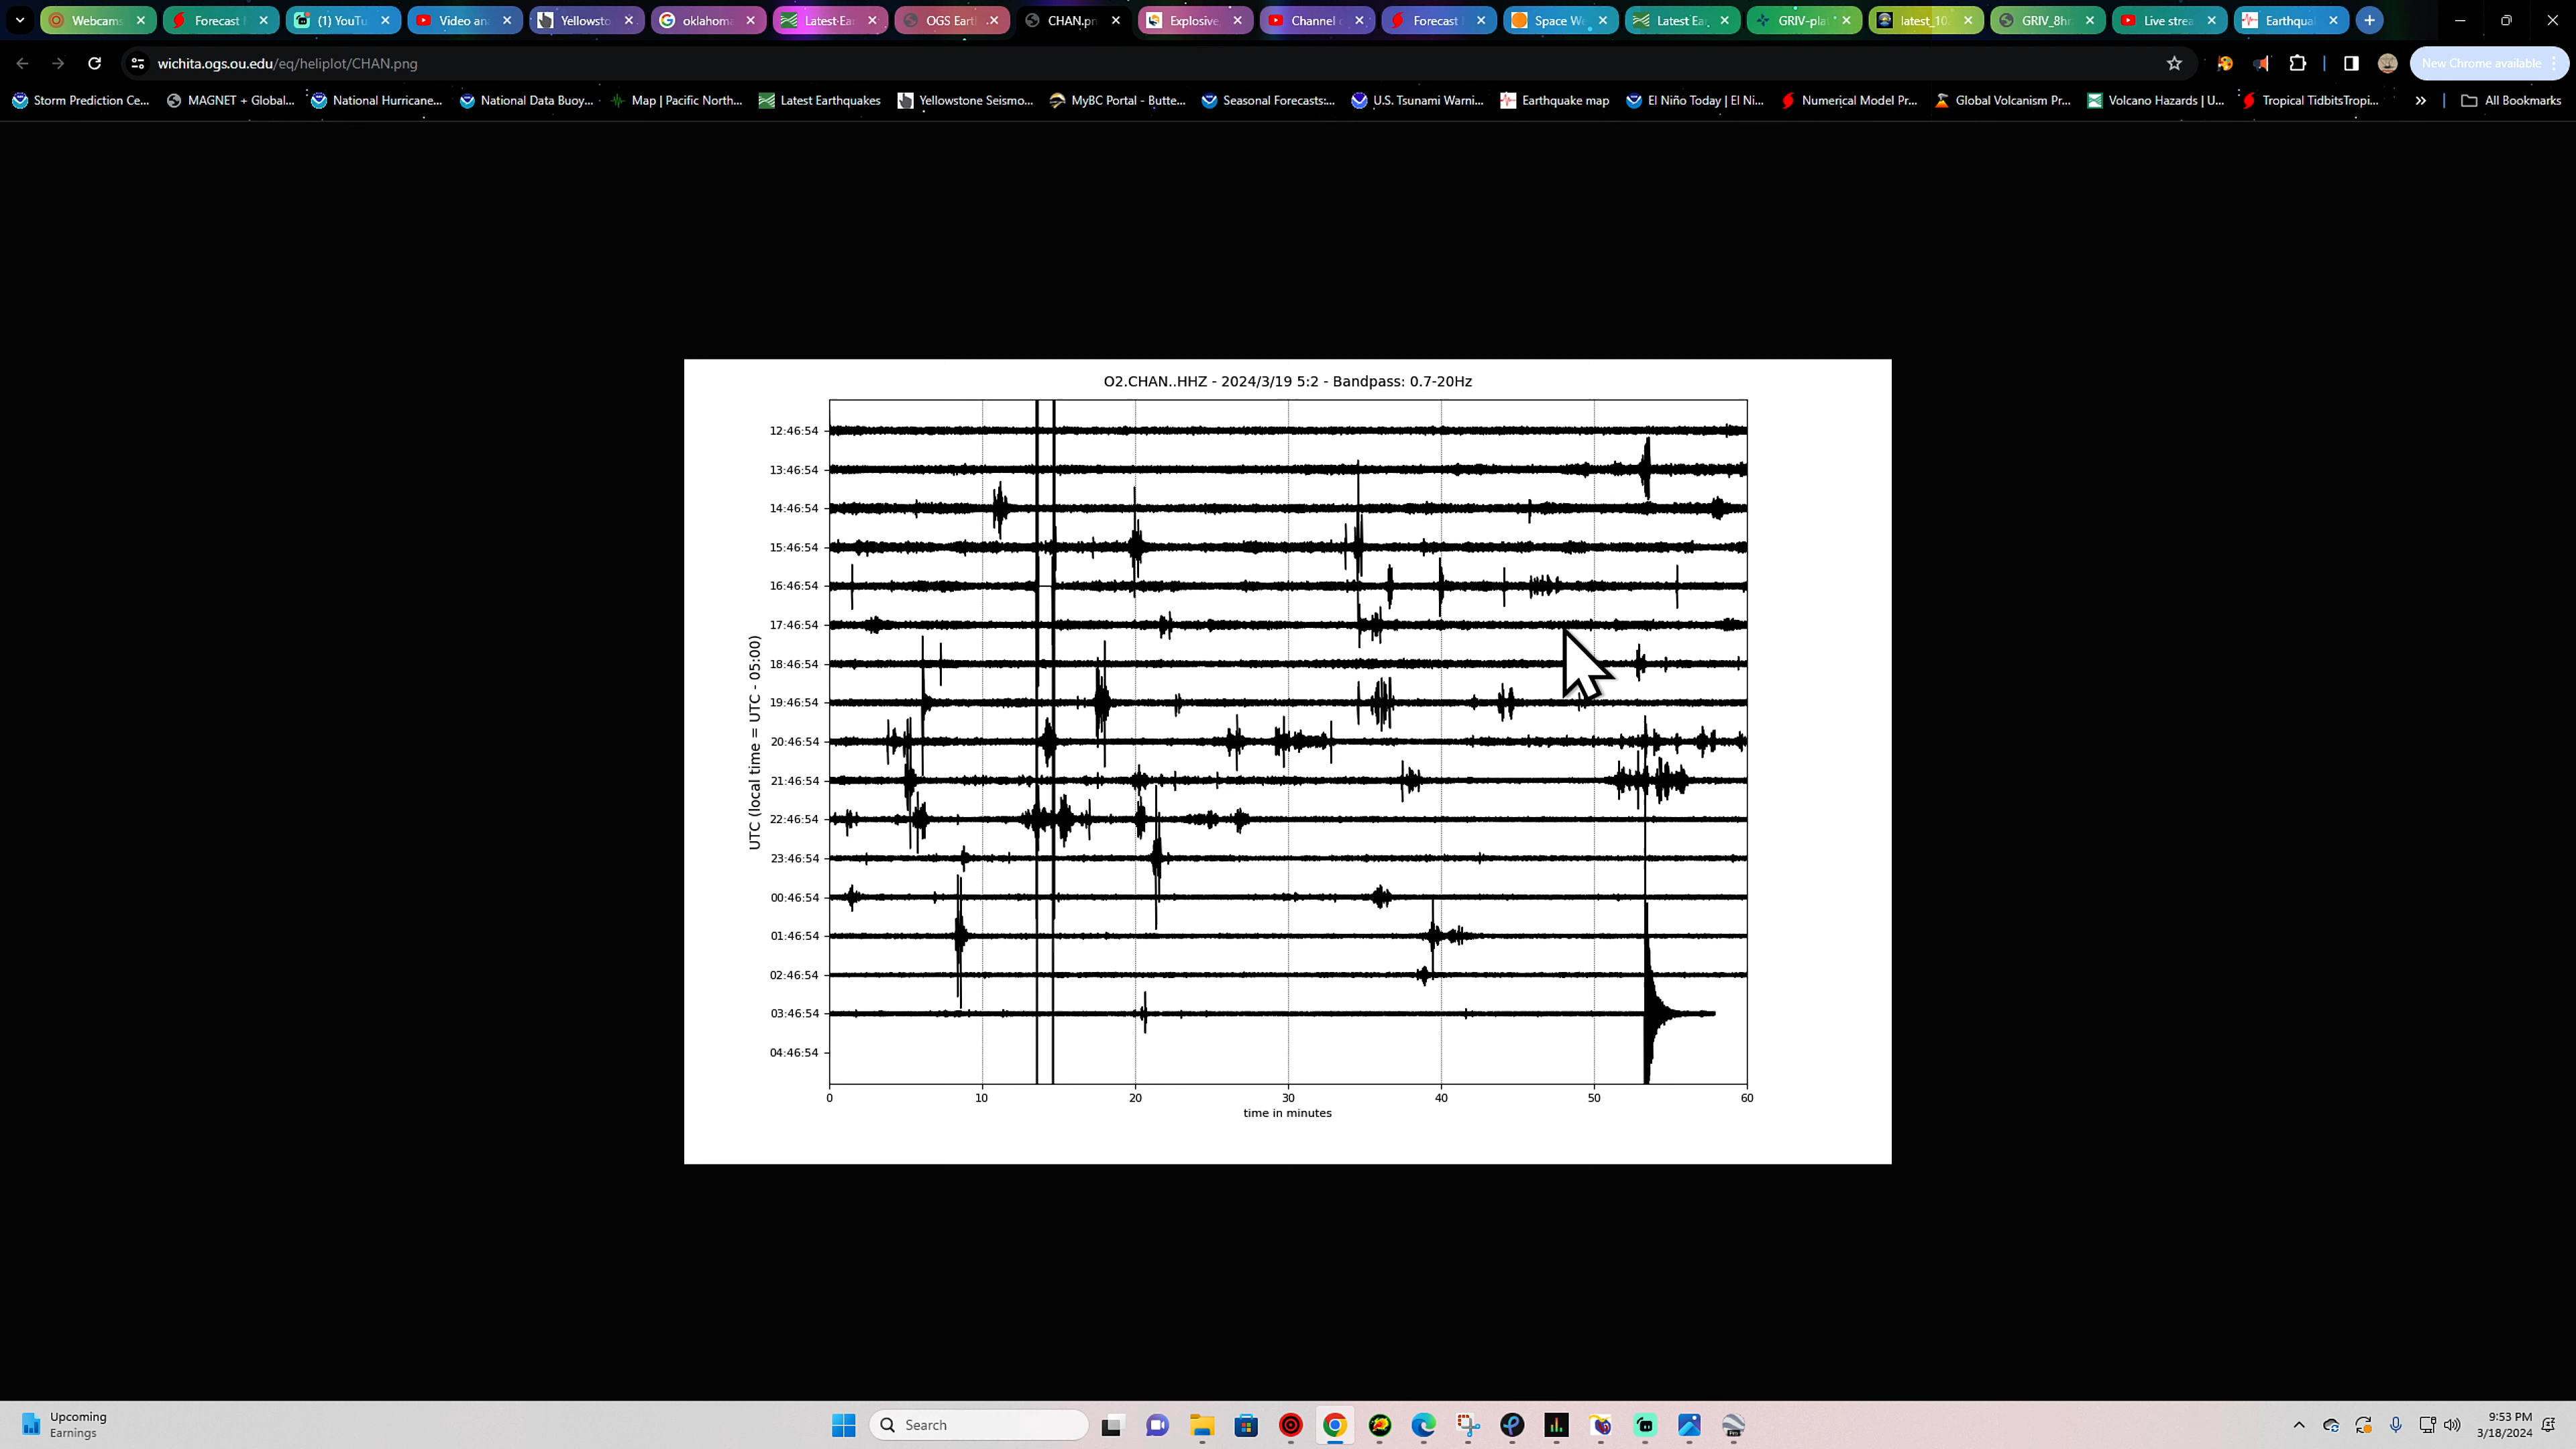 Webcams
Forecast
(1) YouTu
Video an
Yellowsto
oklahom
Latest Ea
OGS Eart
CHAN.pn
Explosive
Channel
Forecast
Space We
Latest Ea
GRIV-pla
latest_10
GRIV_8h
Live strea
Earthqua
wichita.ogs.ou.edu/eq/heliplot/CHAN.png
New Chrome available
Storm Prediction Ce...
MAGNET + Global...
National Hurricane...
National Data Buoy...
Map | Pacific North...
Latest Earthquakes
Yellowstone Seismo...
MyBC Portal - Butte...
Seasonal Forecasts:...
U.S. Tsunami Warni...
Earthquake map
El Niño Today | El Ni...
Numerical Model Pr...
Global Volcanism Pr...
Volcano Hazards | U...
Tropical TidbitsTropi...
All Bookmarks
O2.CHAN..HHZ - 2024/3/19 5:2 - Bandpass: 0.7-20Hz
UTC (local time = UTC - 05:00)
12:46:54
13:46:54
14:46:54
15:46:54
16:46:54
17:46:54
18:46:54
19:46:54
20:46:54
21:46:54
22:46:54
23:46:54
00:46:54
01:46:54
02:46:54
03:46:54
04:46:54
0 10 20 30 40 50 60
time in minutes
Upcoming
Earnings
Search
9:53 PM
3/18/2024